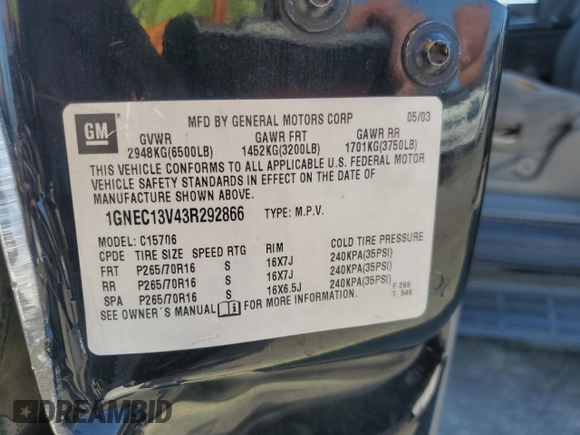 GM
MFD BY GENERAL MOTORS CORP 05/03
GVWR GAWR FRT GAWR RR
2948KG(6500LB) 1452KG(3200LB) 1701KG(3750LB)
THIS VEHICLE CONFORMS TO ALL APPLICABLE U.S. FEDERAL MOTOR
VEHICLE SAFETY STANDARDS IN EFFECT ON THE DATE OF
MANUFACTURE SHOWN ABOVE.
1GNEC13V43R292866 TYPE: M.P.V.
MODEL: C15706
CPDE TIRE SIZE SPEED RTG RIM COLD TIRE PRESSURE
FRT P265/70R16 S 16X7J 240KPA(35PSI)
RR P265/70R16 S 16X7J 240KPA(35PSI)
SPA P265/70R16 S 16X6.5J 240KPA(35PSI)
SEE OWNER'S MANUAL i FOR MORE INFORMATION.
F 266
T 546
DREAMBID